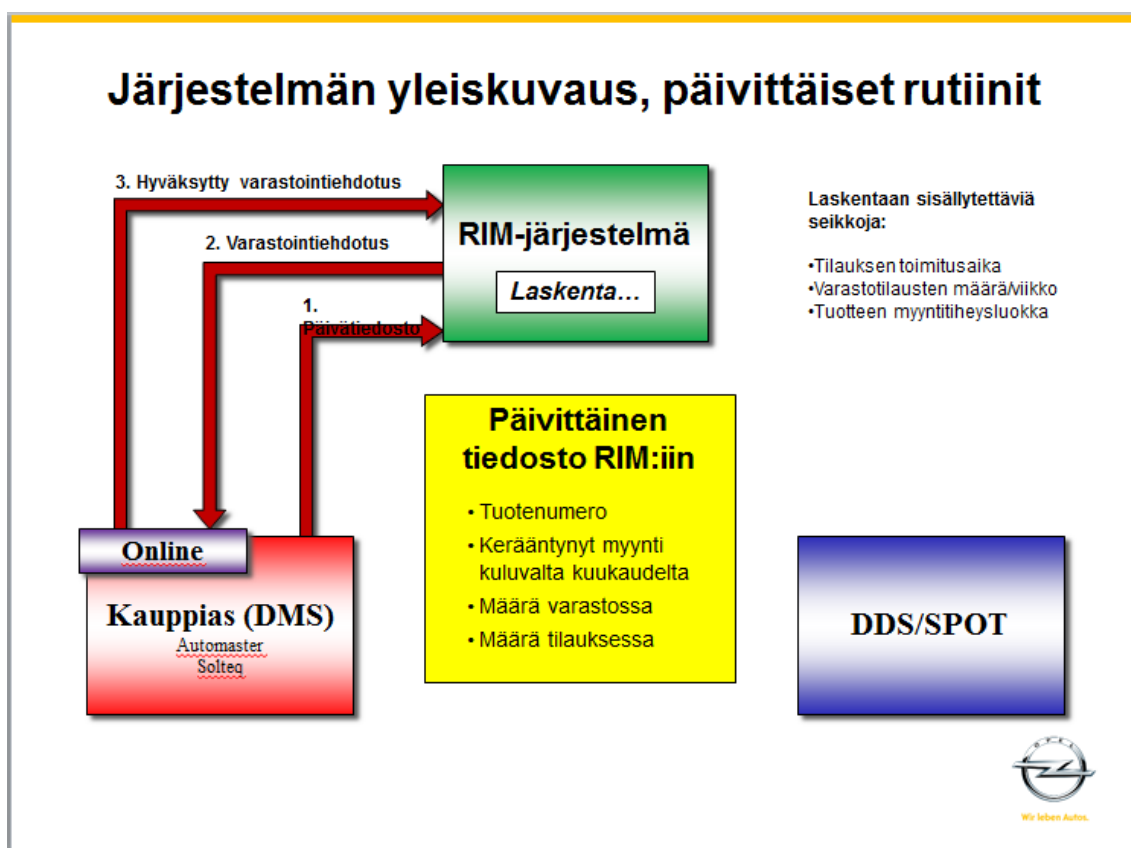 Järjestelmän yleiskuvaus, päivittäiset rutiinit
3. Hyväksytty varastointiehdotus
2. Varastointiehdotus
1.
Päivätiedosto
RIM-järjestelmä
Laskenta...
Laskentaan sisällytettäviä
seikkoja:
•Tilauksen toimitusaika
•Varastotilausten määrä/viikko
•Tuotteen myyntitiheysluokka
Päivittäinen
tiedosto RIM:iin
• Tuotenumero
• Kerääntynyt myynti
kuluvalta kuukaudelta
• Määrä varastossa
• Määrä tilauksessa
Online
Kauppias (DMS)
Automaster
Solteq
DDS/SPOT
OPEL
Wir leben Autos.